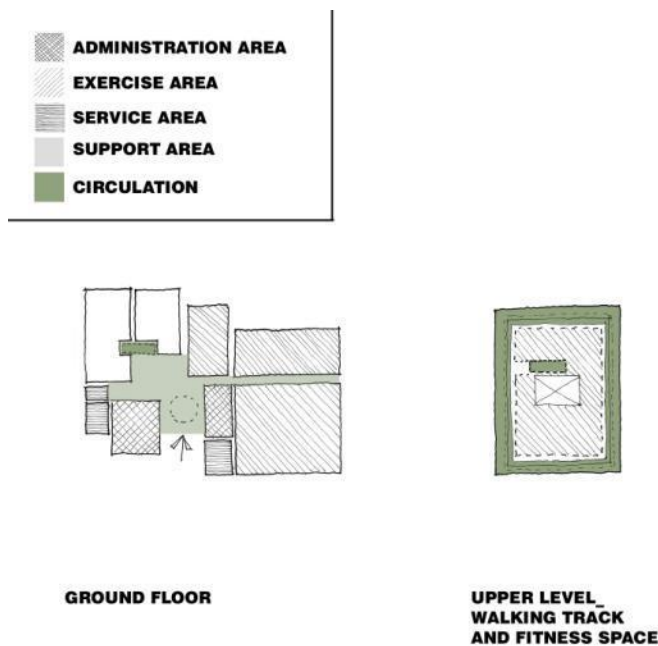 ADMINISTRATION AREA
EXERCISE AREA
SERVICE AREA
SUPPORT AREA
CIRCULATION
GROUND FLOOR
UPPER LEVEL_
WALKING TRACK
AND FITNESS SPACE